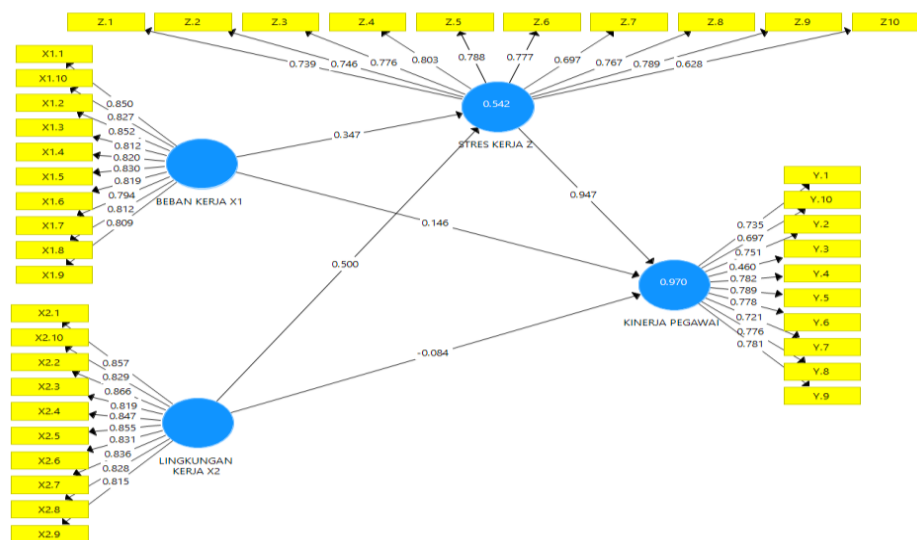 Z.1
Z.2
Z.3
Z.4
Z.5
Z.6
Z.7
Z.8
Z.9
Z10
0.739
0.746
0.776
0.803
0.788
0.777
0.697
0.767
0.789
0.628
0.542
STRES KERJA Z
X1.1
X1.10
X1.2
X1.3
X1.4
X1.5
X1.6
X1.7
X1.8
X1.9
0.850
0.827
0.852
0.812
0.820
0.830
0.819
0.794
0.812
0.809
BEBAN KERJA X1
0.347
0.947
0.146
0.500
-0.084
X2.1
X2.10
X2.2
X2.3
X2.4
X2.5
X2.6
X2.7
X2.8
X2.9
0.857
0.829
0.866
0.819
0.847
0.855
0.831
0.836
0.828
0.815
LINGKUNGAN
KERJA X2
0.970
KINERJA PEGAWAI
0.735
0.697
0.751
0.460
0.782
0.789
0.778
0.721
0.776
0.781
Y.1
Y.10
Y.2
Y.3
Y.4
Y.5
Y.6
Y.7
Y.8
Y.9